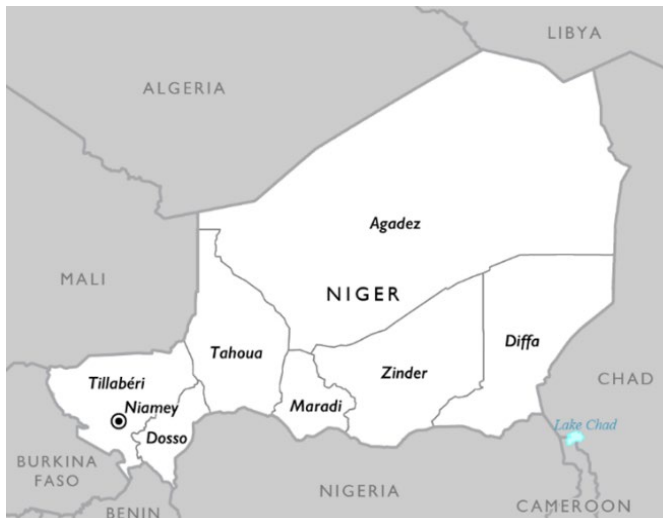 LIBYA
ALGERIA
Agadez
MALI
NIGER
Tahoua
Diffa
Zinder
CHAD
Tillabéri
Niamey
Maradi
Dosso
Lake Chad
BURKINA
FASO
NIGERIA
BENIN
CAMEROON